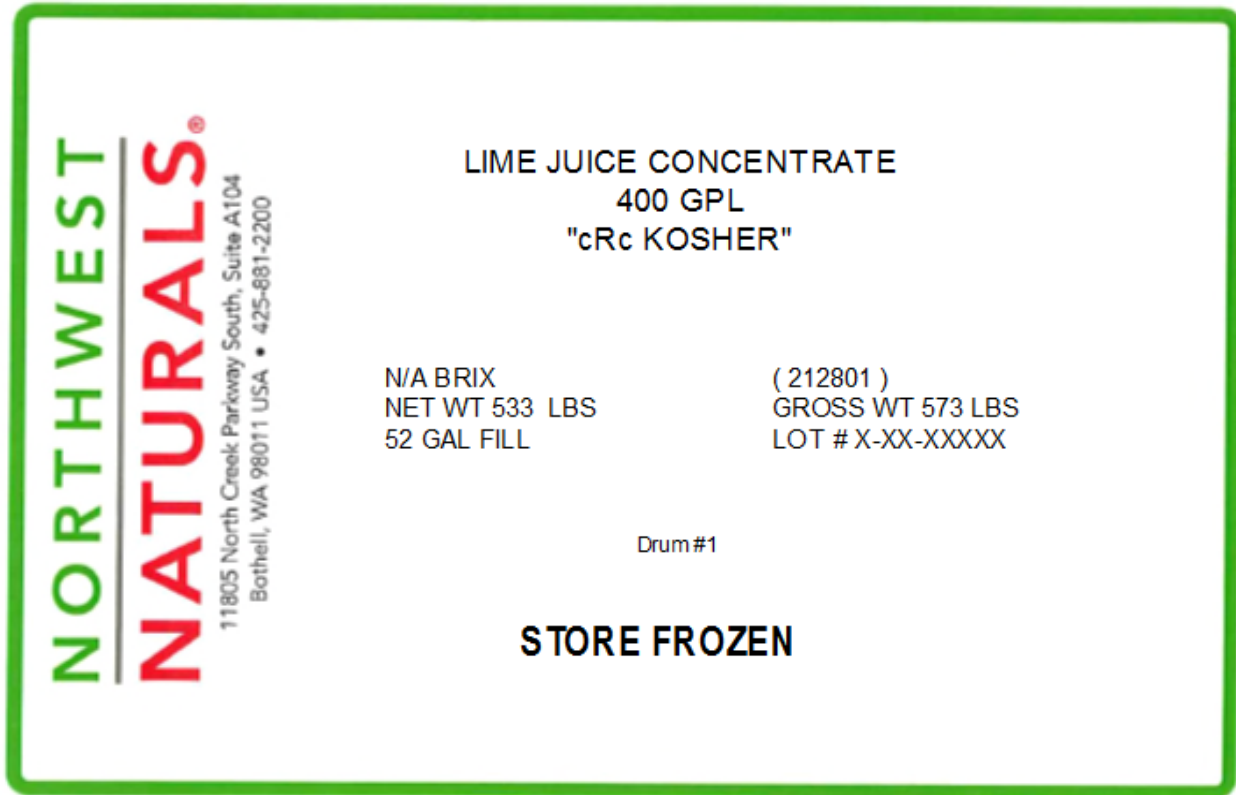 NORTHWEST
NATURALS®
11805 North Creek Parkway South, Suite A104
Bothell, WA 98011 USA • 425-881-2200
LIME JUICE CONCENTRATE
400 GPL
"cRc KOSHER"
N/A BRIX
( 212801 )
NET WT 533 LBS
GROSS WT 573 LBS
52 GAL FILL
LOT # X-XX-XXXXX
Drum #1
STORE FROZEN